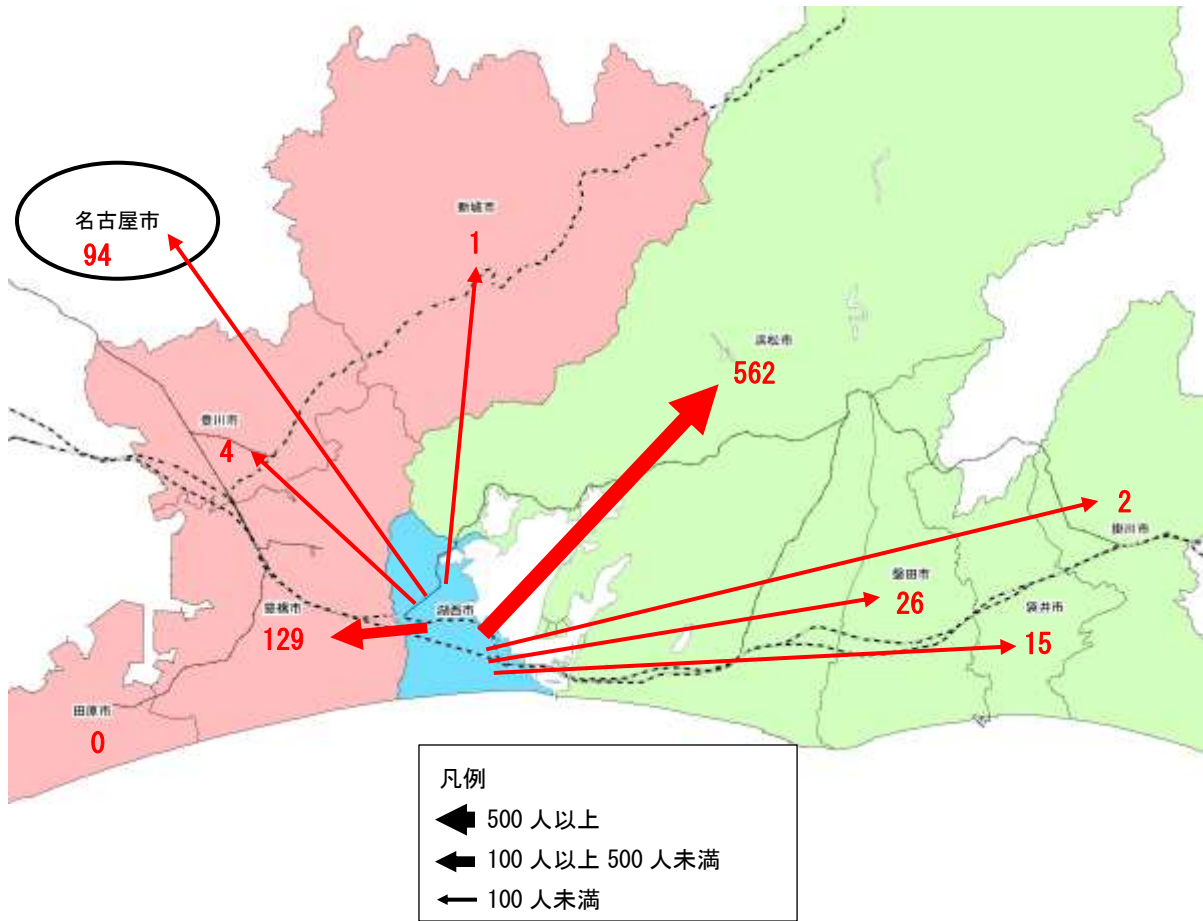 名古屋市
94
新城市
1
浜松市
562
豊川市
4
2
掛川市
磐田市
26
袋井市
15
湖西市
豊橋市
129
田原市
0
凡例
500 人以上
100 人以上 500 人未満
100 人未満